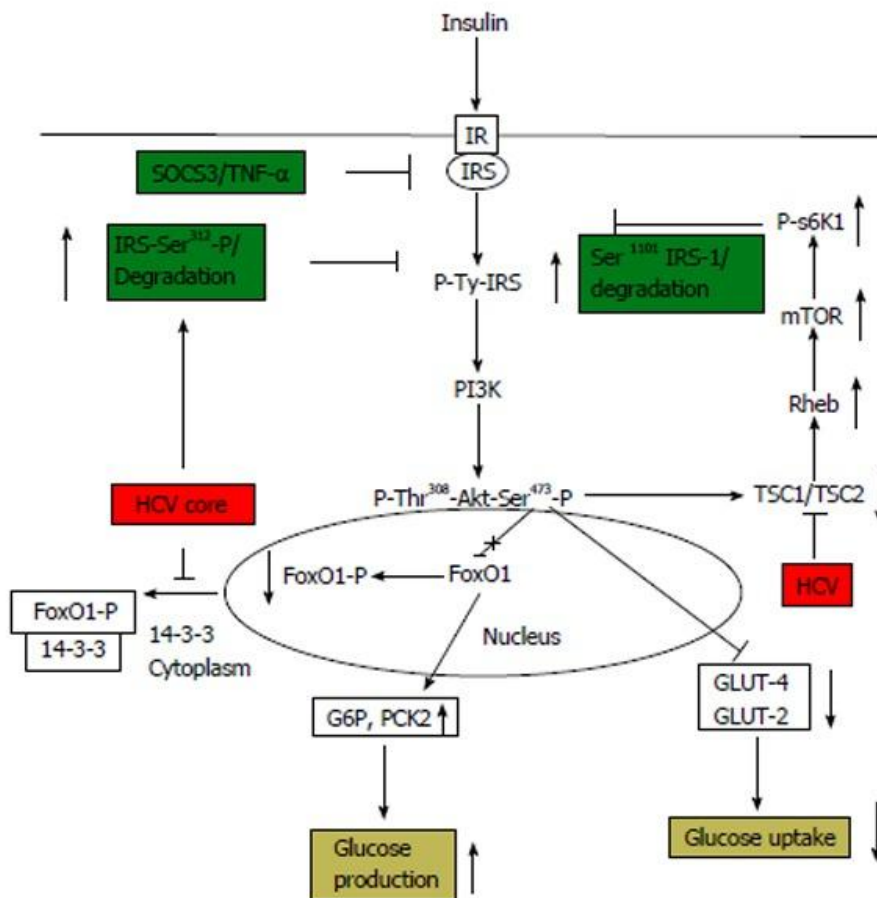 Insulin
IR
IRS
SOCS3/TNF-α
IRS-Ser³¹²-P/
Degradation
P-Ty-IRS
Ser ¹¹⁰¹ IRS-1/
degradation
P-s6K1
mTOR
PI3K
Rheb
HCV core
P-Thr³⁰⁸-Akt-Ser⁴⁷³-P
TSC1/TSC2
HCV
FoxO1-P
FoxO1
FoxO1-P
14-3-3
14-3-3
Cytoplasm
Nucleus
GLUT-4
GLUT-2
G6P, PCK2
Glucose
production
Glucose uptake